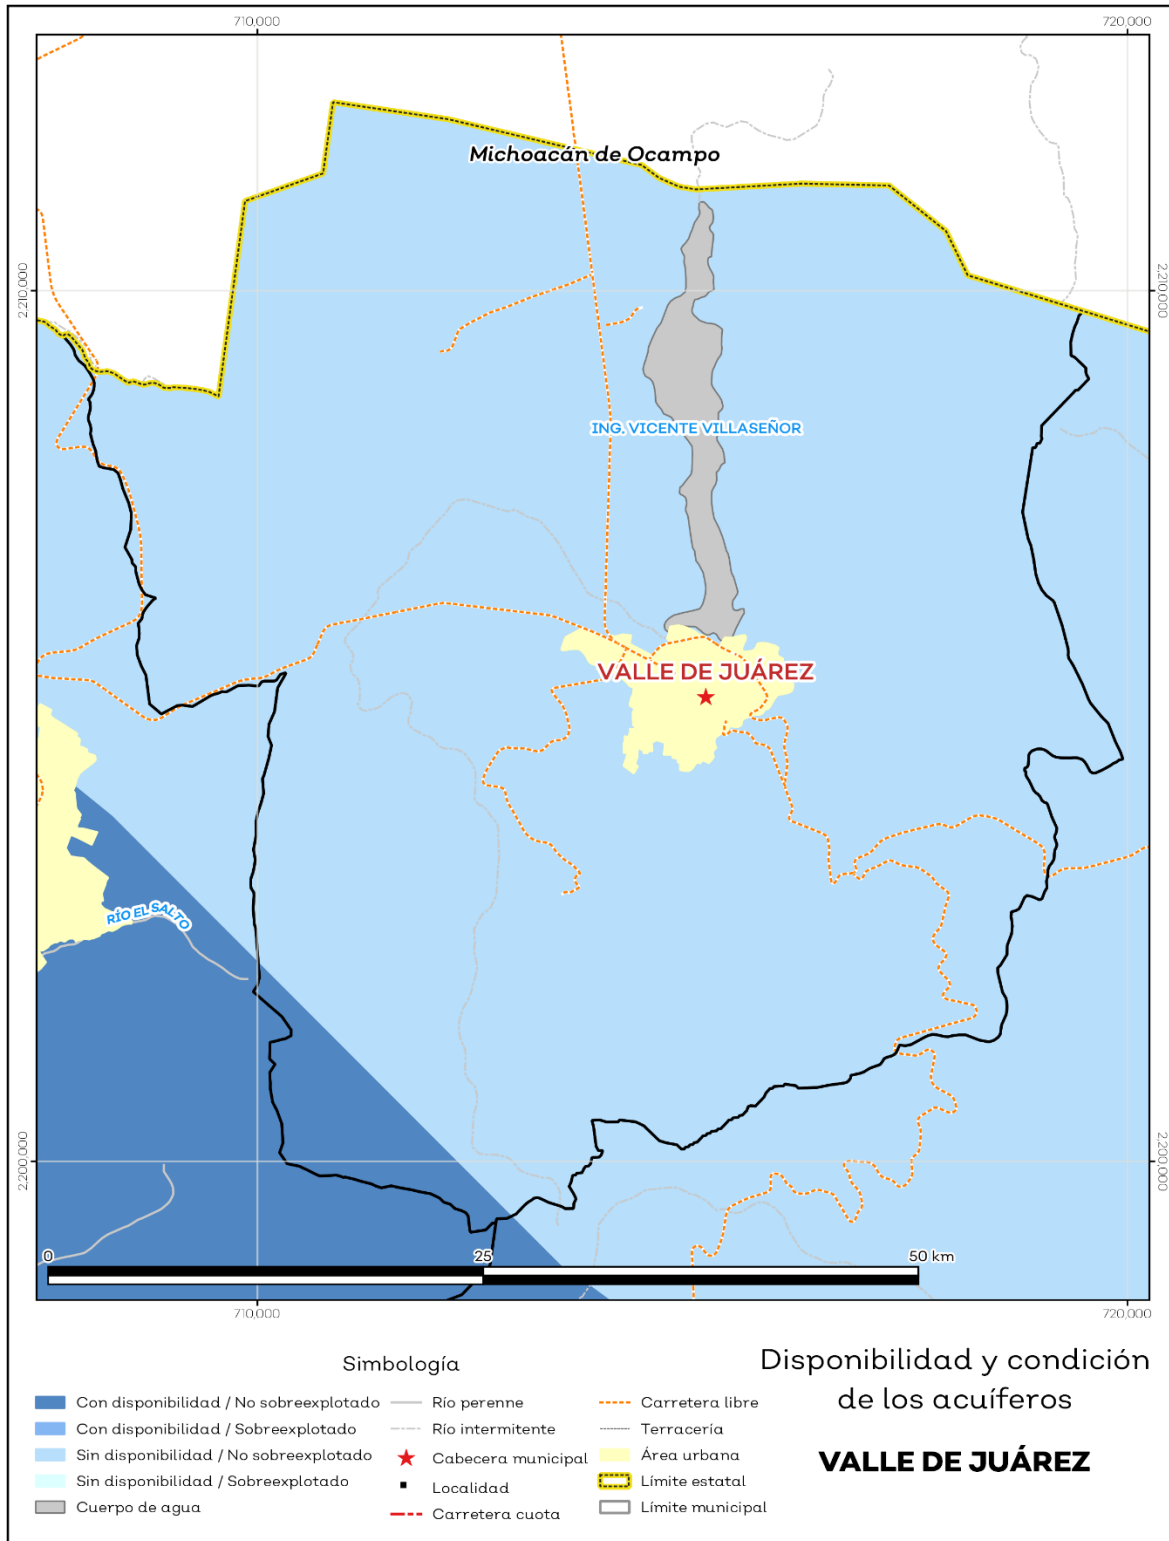 710,000
720,000
Michoacán de Ocampo
2,210,000
2,210,000
ING. VICENTE VILLASEÑOR
VALLE DE JUÁREZ
RÍO EL SALTO
2,200,000
2,200,000
0
25
50 km
710,000
720,000
Simbología
Con disponibilidad / No sobreexplotado
Con disponibilidad / Sobreexplotado
Sin disponibilidad / No sobreexplotado
Sin disponibilidad / Sobreexplotado
Cuerpo de agua
Río perenne
Río intermitente
Cabecera municipal
Localidad
Carretera cuota
Carretera libre
Terracería
Área urbana
Límite estatal
Límite municipal
Disponibilidad y condición
de los acuíferos
VALLE DE JUÁREZ